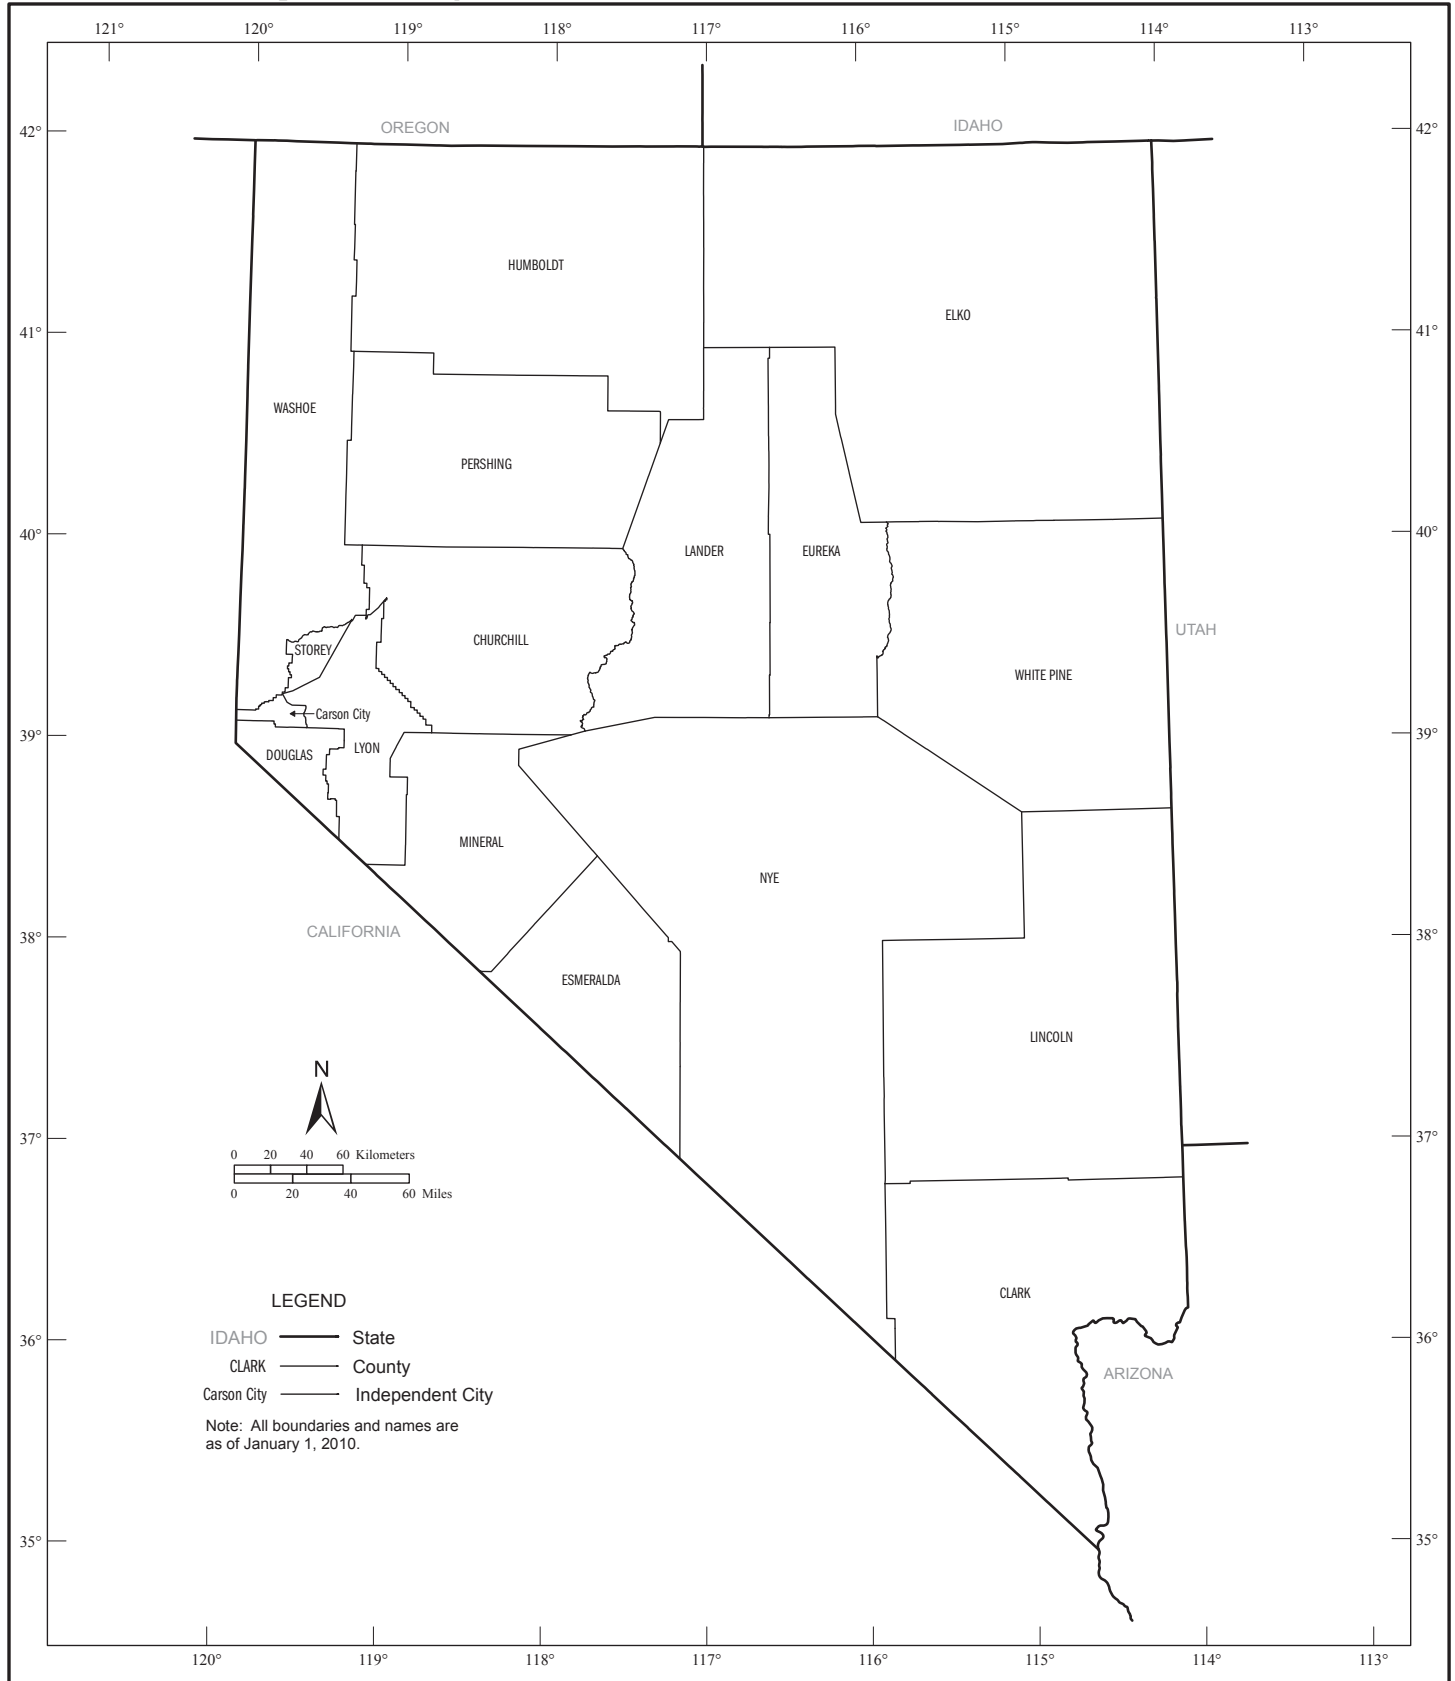 121° 120° 119° 118° 117° 116° 115° 114° 113°
OREGON IDAHO
42° 42°
HUMBOLDT
ELKO
41° 41°
WASHOE
PERSHING
40° 40°
LANDER EUREKA
UTAH
CHURCHILL
STOREY
WHITE PINE
Carson City
39° 39°
LYON
DOUGLAS
MINERAL
NYE
CALIFORNIA
38° 38°
ESMERALDA
LINCOLN
N
37° 37°
0 20 40 60 Kilometers
0 20 40 60 Miles
CLARK
LEGEND
IDAHO State
36° 36°
CLARK County
ARIZONA
Carson City Independent City
Note: All boundaries and names are
as of January 1, 2010.
35° 35°
120° 119° 118° 117° 116° 115° 114° 113°